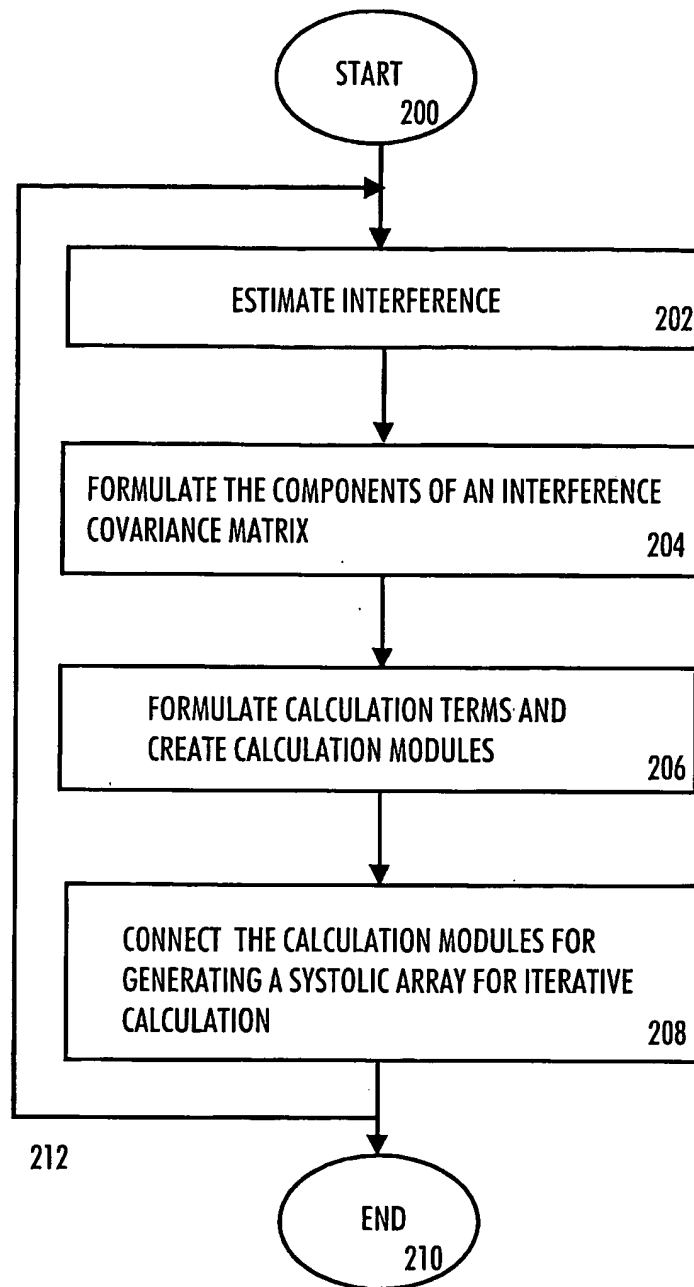 START
200
ESTIMATE INTERFERENCE
202
FORMULATE THE COMPONENTS OF AN INTERFERENCE
COVARIANCE MATRIX
204
FORMULATE CALCULATION TERMS AND
CREATE CALCULATION MODULES
206
CONNECT THE CALCULATION MODULES FOR
GENERATING A SYSTOLIC ARRAY FOR ITERATIVE
CALCULATION
208
212
END
210